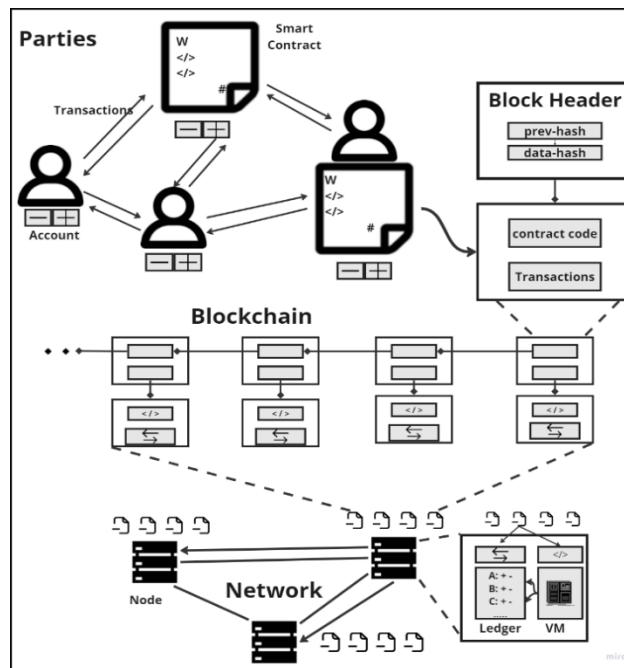 Parties
Smart
Contract
W
</>
</>
#
Transactions
— +
Account
— +
— +
W
</>
</>
#
— +
Block Header
prev-hash
data-hash
contract code
Transactions
Blockchain
</>
</>
</>
</>
Node
Network
</>
A: + -
B: + -
C: + -
......
Ledger
VM
miro